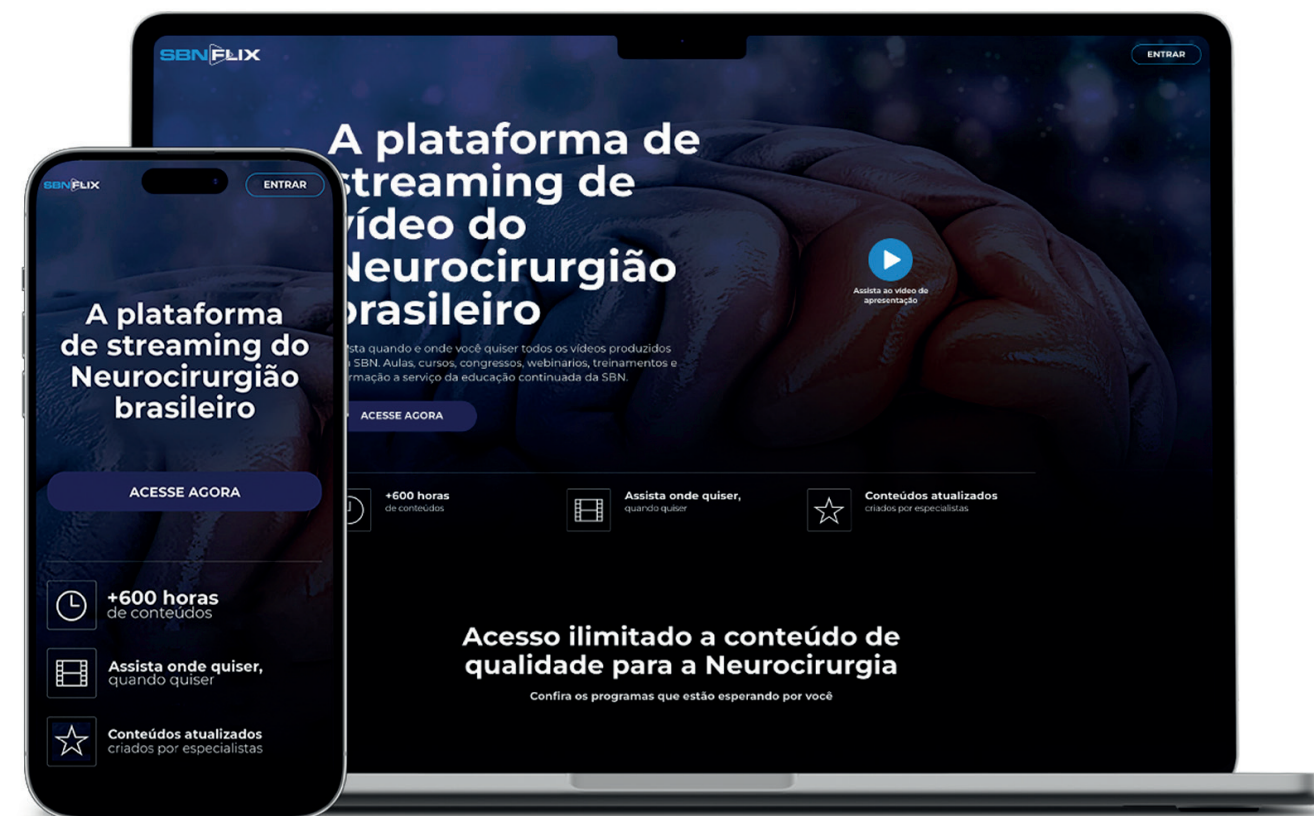 SBNFLIX
ENTRAR
A plataforma de
streaming de
vídeo do
Neurocirurgião
brasileiro
quando e onde você quiser todos os vídeos produzidos
SBN. Aulas, cursos, congressos, webinarios, treinamentos e
a serviço da educação continuada da SBN.
ACESSE AGORA
Assista ao vídeo de
apresentação
+600 horas
de conteúdos
Assista onde quiser,
quando quiser
Conteúdos atualizados
criados por especialistas
Acesso ilimitado a conteúdo de
qualidade para a Neurocirurgia
Confira os programas que estão esperando por você
SBNFLIX
ENTRAR
A plataforma
de streaming do
Neurocirurgião
brasileiro
ACESSE AGORA
+600 horas
de conteúdos
Assista onde quiser,
quando quiser
Conteúdos atualizados
criados por especialistas